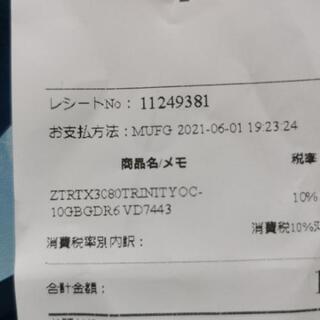 レシートNo： 11249381
お支払方法：MUFG 2021-06-01 19:23:24
商品名/メモ 税率
ZTRTX3080TRINITYOC- 10%
10GBGDR6 VD7443
消費税10%
消費税率別内訳：
合計金額：